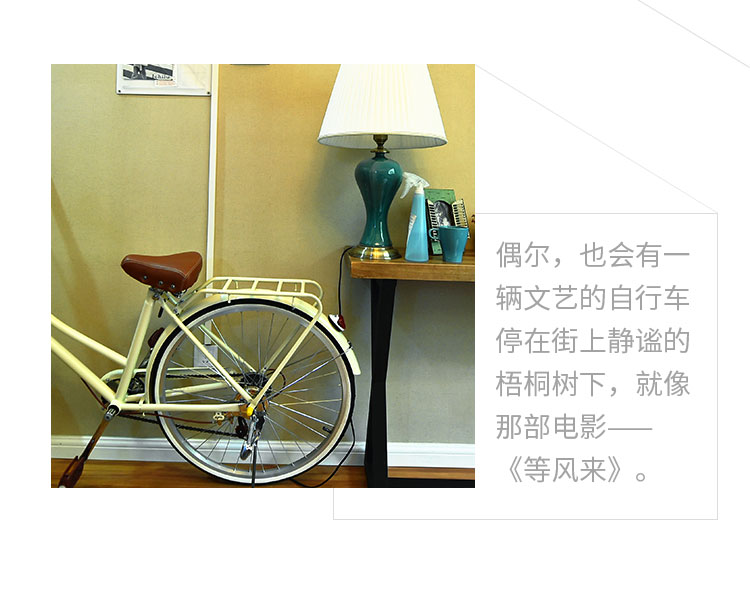 偶尔，也会有一
辆文艺的自行车
停在街上静谧的
梧桐树下，就像
那部电影——
《等风来》。